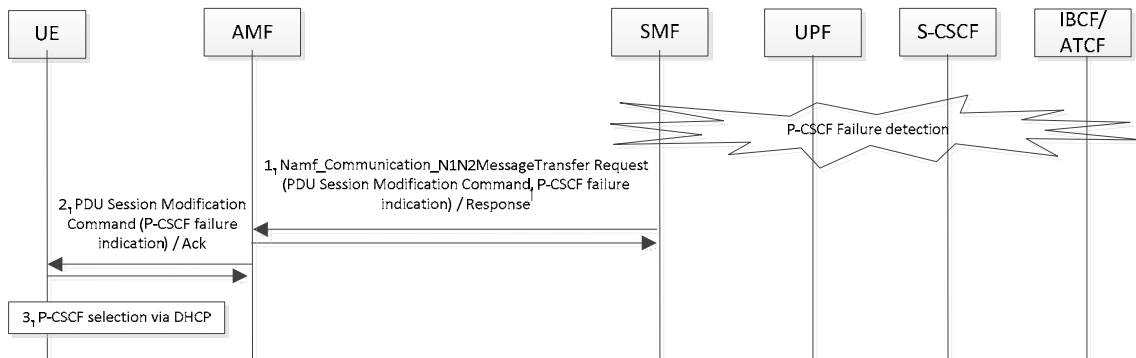 UE
AMF
SMF
UPF
S-CSCF
IBCF/
ATCF
P-CSCF Failure detection
1, Namf_Communication_N1N2MessageTransfer Request
(PDU Session Modification Command, P-CSCF failure
indication) / Response
2, PDU Session Modification
Command (P-CSCF failure
indication) / Ack
3, P-CSCF selection via DHCP